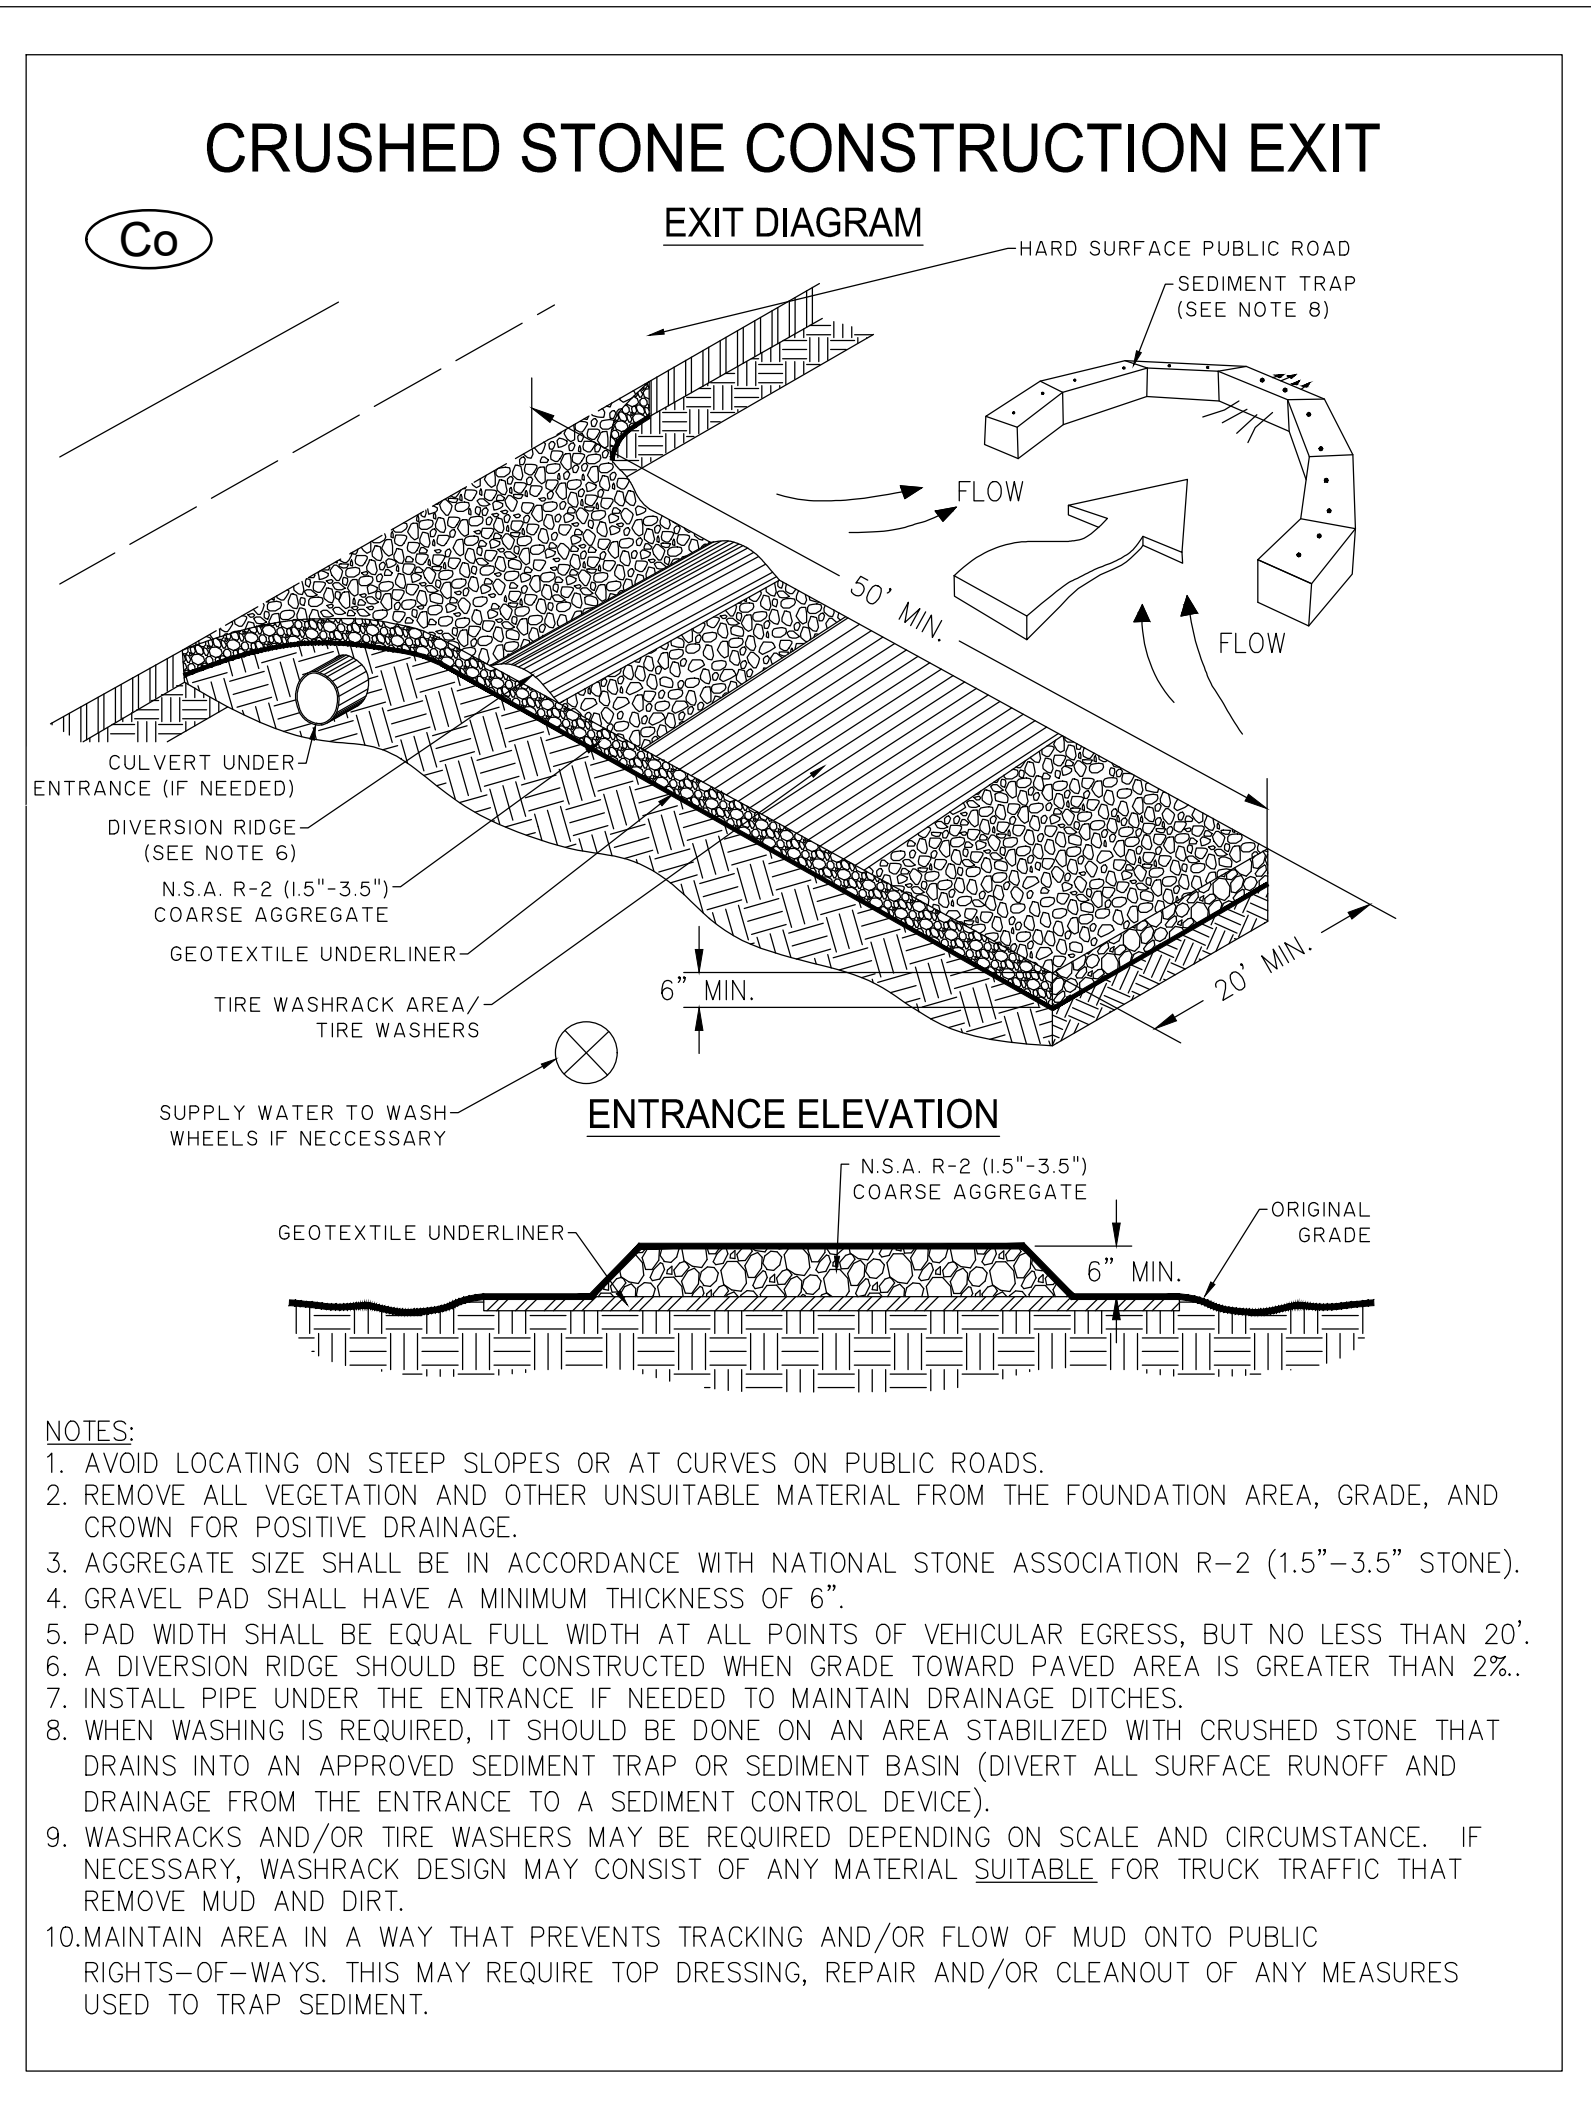 CRUSHED STONE CONSTRUCTION EXIT
Co
EXIT DIAGRAM
HARD SURFACE PUBLIC ROAD
SEDIMENT TRAP
(SEE NOTE 8)
FLOW
50' MIN.
FLOW
CULVERT UNDER
ENTRANCE (IF NEEDED)
DIVERSION RIDGE
(SEE NOTE 6)
N.S.A. R-2 (1.5"-3.5")
COARSE AGGREGATE
GEOTEXTILE UNDERLINER
TIRE WASHRACK AREA/
TIRE WASHERS
6" MIN.
20' MIN.
SUPPLY WATER TO WASH
WHEELS IF NECCESSARY
ENTRANCE ELEVATION
N.S.A. R-2 (1.5"-3.5")
COARSE AGGREGATE
GEOTEXTILE UNDERLINER
ORIGINAL
GRADE
6" MIN.
NOTES:
1. AVOID LOCATING ON STEEP SLOPES OR AT CURVES ON PUBLIC ROADS.
2. REMOVE ALL VEGETATION AND OTHER UNSUITABLE MATERIAL FROM THE FOUNDATION AREA, GRADE, AND
CROWN FOR POSITIVE DRAINAGE.
3. AGGREGATE SIZE SHALL BE IN ACCORDANCE WITH NATIONAL STONE ASSOCIATION R-2 (1.5"-3.5" STONE).
4. GRAVEL PAD SHALL HAVE A MINIMUM THICKNESS OF 6".
5. PAD WIDTH SHALL BE EQUAL FULL WIDTH AT ALL POINTS OF VEHICULAR EGRESS, BUT NO LESS THAN 20'.
6. A DIVERSION RIDGE SHOULD BE CONSTRUCTED WHEN GRADE TOWARD PAVED AREA IS GREATER THAN 2%..
7. INSTALL PIPE UNDER THE ENTRANCE IF NEEDED TO MAINTAIN DRAINAGE DITCHES.
8. WHEN WASHING IS REQUIRED, IT SHOULD BE DONE ON AN AREA STABILIZED WITH CRUSHED STONE THAT
DRAINS INTO AN APPROVED SEDIMENT TRAP OR SEDIMENT BASIN (DIVERT ALL SURFACE RUNOFF AND
DRAINAGE FROM THE ENTRANCE TO A SEDIMENT CONTROL DEVICE).
9. WASHRACKS AND/OR TIRE WASHERS MAY BE REQUIRED DEPENDING ON SCALE AND CIRCUMSTANCE. IF
NECESSARY, WASHRACK DESIGN MAY CONSIST OF ANY MATERIAL SUITABLE FOR TRUCK TRAFFIC THAT
REMOVE MUD AND DIRT.
10.MAINTAIN AREA IN A WAY THAT PREVENTS TRACKING AND/OR FLOW OF MUD ONTO PUBLIC
RIGHTS-OF-WAYS. THIS MAY REQUIRE TOP DRESSING, REPAIR AND/OR CLEANOUT OF ANY MEASURES
USED TO TRAP SEDIMENT.